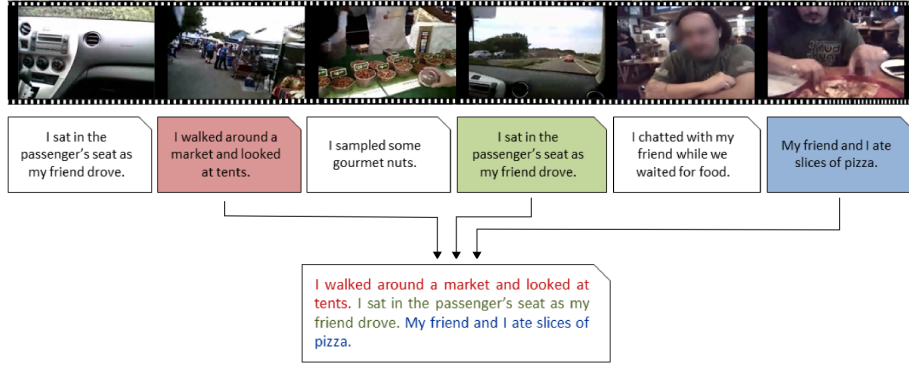 I sat in the
passenger's seat as
my friend drove.
I walked around a
market and looked
at tents.
I sampled some
gourmet nuts.
I sat in the
passenger's seat as
my friend drove.
I chatted with my
friend while we
waited for food.
My friend and I ate
slices of pizza.
I walked around a market and looked at
tents. I sat in the passenger's seat as my
friend drove. My friend and I ate slices of
pizza.